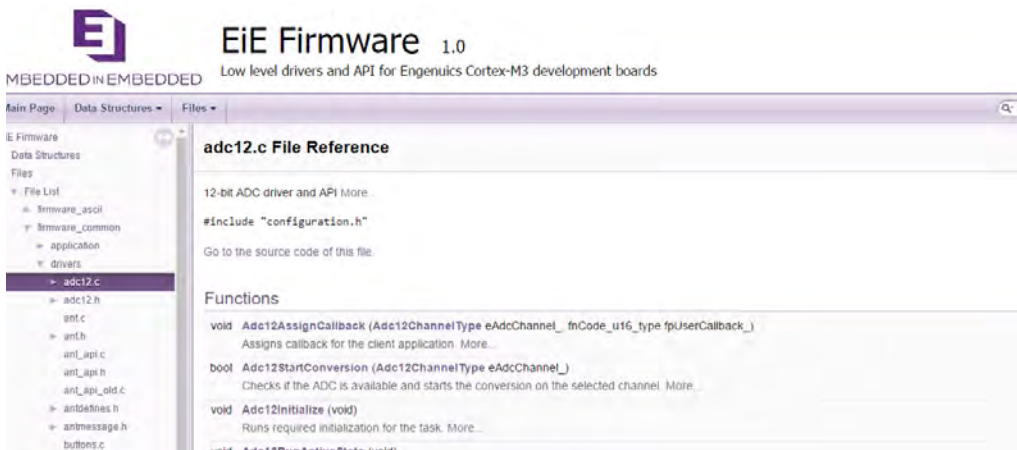 MBEDDEDINEMBEDDED
EiE Firmware 1.0
Low level drivers and API for Engenuics Cortex-M3 development boards
Main Page Data Structures Files
E Firmware
Data Structures
Files
File List
firmware_ascii
firmware_common
application
drivers
adc12.c
adc12.h
ant.c
ant.h
ant_api.c
ant_api.h
ant_api_old.c
antdefines.h
antmessage.h
buttons.c
adc12.c File Reference
12-bit ADC driver and API More...
#include "configuration.h"
Go to the source code of this file.
Functions
void Adc12AssignCallback (Adc12ChannelType eAdcChannel_, fnCode_u16_type fpUserCallback_)
Assigns callback for the client application. More...
bool Adc12StartConversion (Adc12ChannelType eAdcChannel_)
Checks if the ADC is available and starts the conversion on the selected channel. More...
void Adc12Initialize (void)
Runs required initialization for the task. More...
void Adc12RunActiveState (void)